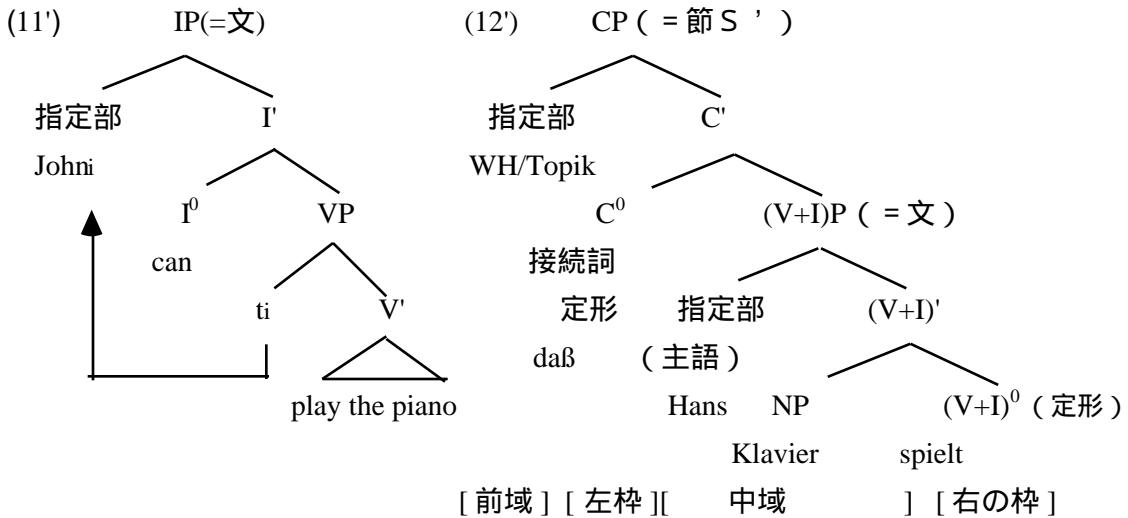 (11') IP(=文) (12') CP（=節Ｓ’）
指定部 I' 指定部 C'
Johni WH/Topik
I⁰ VP C⁰ (V+I)P（=文）
can 接続詞
ti V' 定形 指定部 (V+I)'
daß （主語）
play the piano Hans NP (V+I)⁰（定形）
Klavier spielt
[前域] [左枠][ 中域 ] [右の枠]